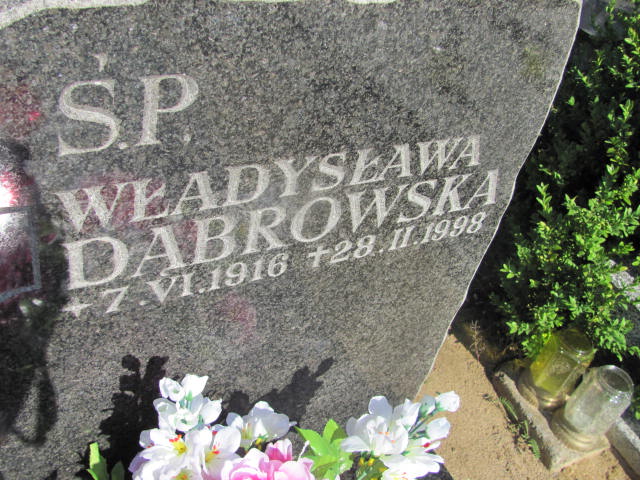 Ś.P.
WŁADYSŁAWA
DĄBROWSKA
+7.VI.1916 +28.II.1998